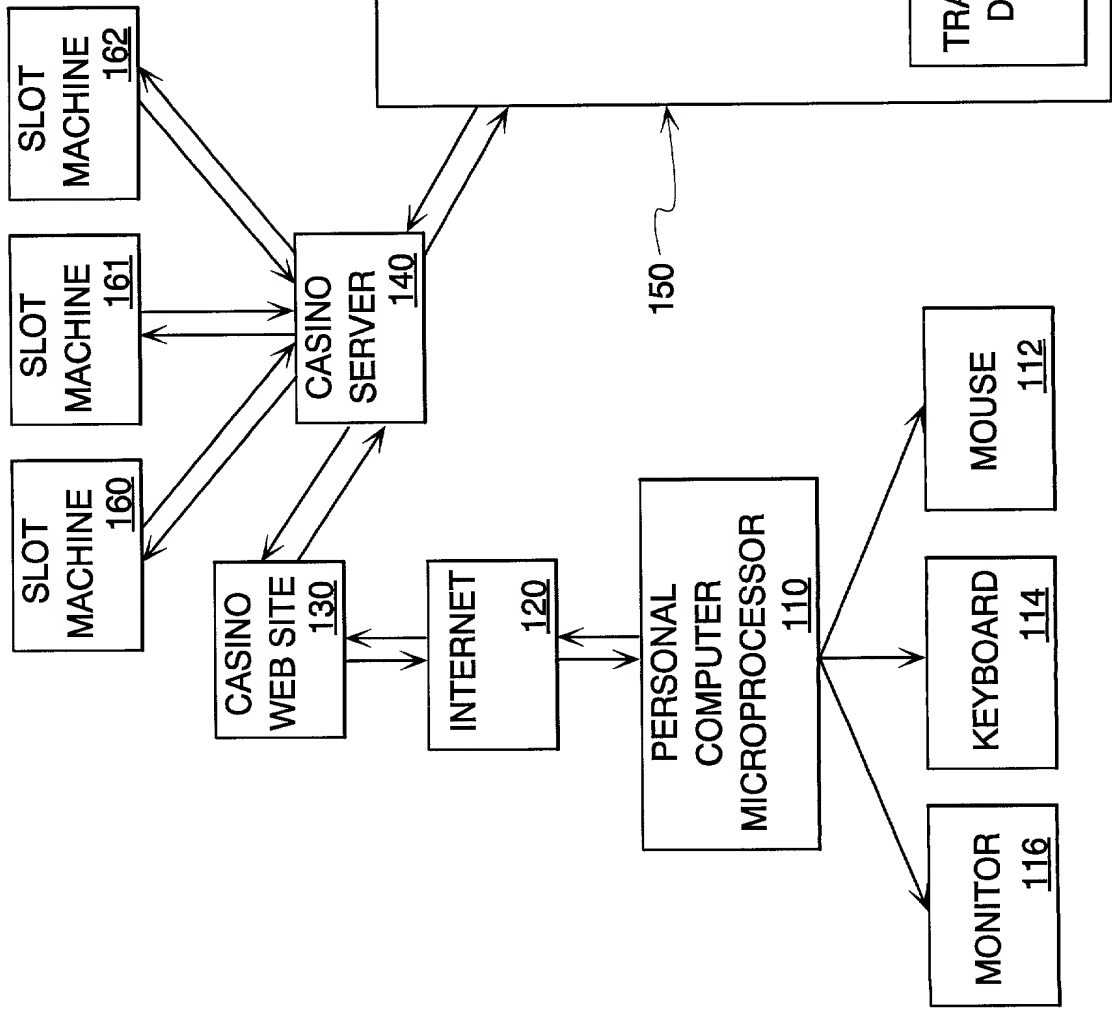 SLOT
MACHINE
160
SLOT
MACHINE
161
SLOT
MACHINE
162
CASINO
WEB SITE
130
CASINO
SERVER
140
INTERNET
120
150
PERSONAL
COMPUTER
MICROPROCESSOR
110
MONITOR
116
KEYBOARD
114
MOUSE
112
TRA
D